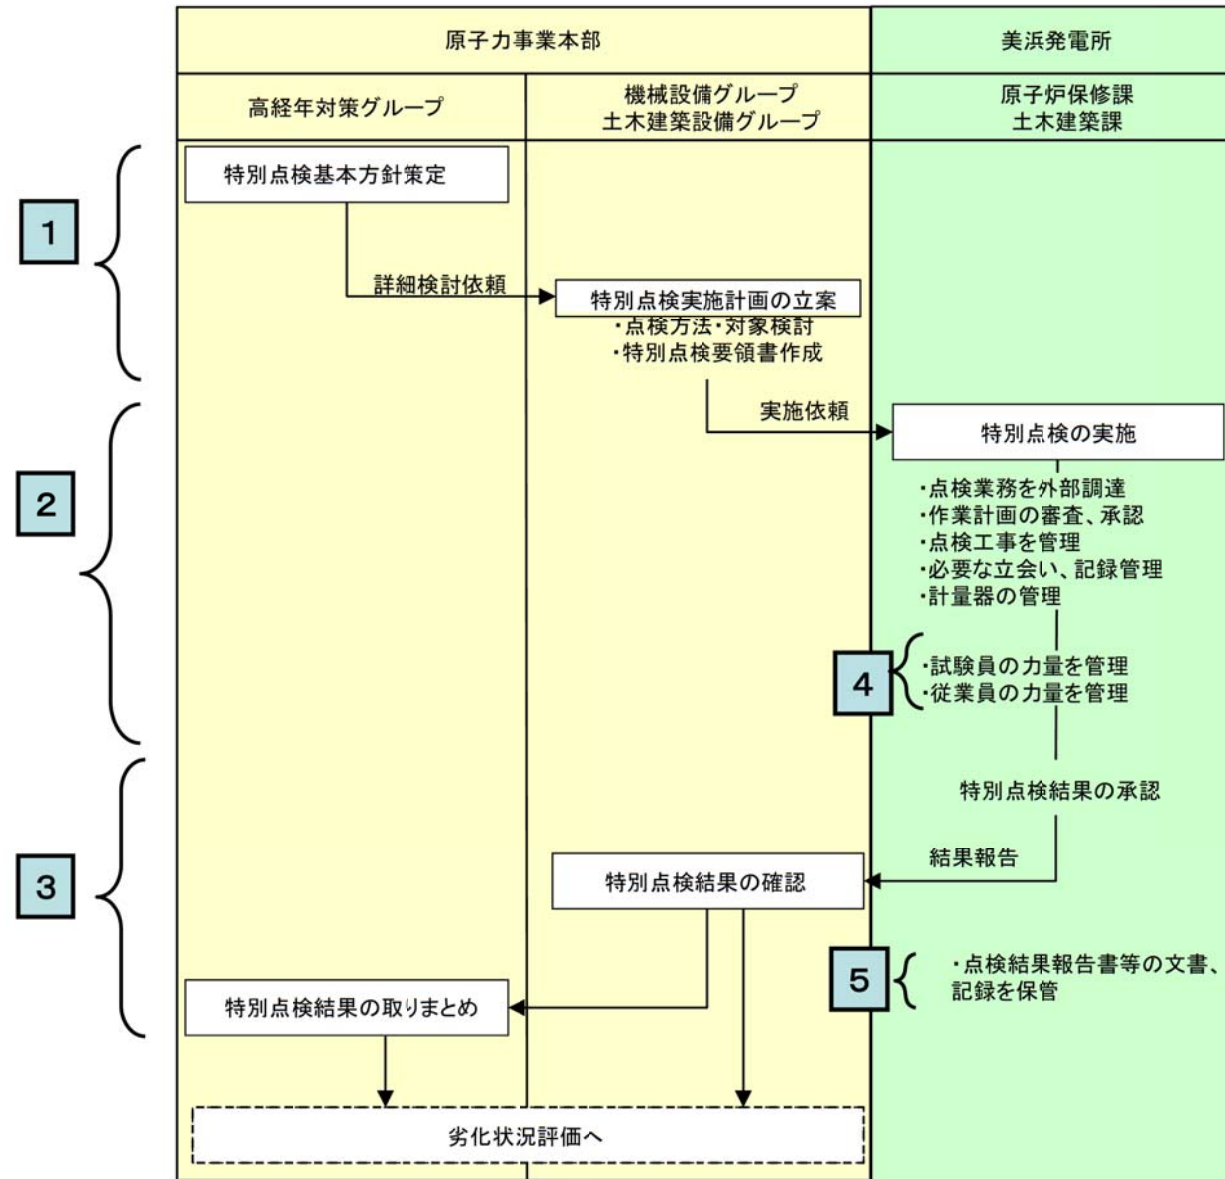 原子力事業本部
美浜発電所
高経年対策グループ
機械設備グループ
土木建築設備グループ
原子炉保修課
土木建築課
1
特別点検基本方針策定
詳細検討依頼
特別点検実施計画の立案
・点検方法・対象検討
・特別点検要領書作成
実施依頼
2
特別点検の実施
・点検業務を外部調達
・作業計画の審査、承認
・点検工事を管理
・必要な立会い、記録管理
・計量器の管理
4
・試験員の力量を管理
・従業員の力量を管理
特別点検結果の承認
結果報告
3
特別点検結果の確認
5
・点検結果報告書等の文書、
記録を保管
特別点検結果の取りまとめ
劣化状況評価へ